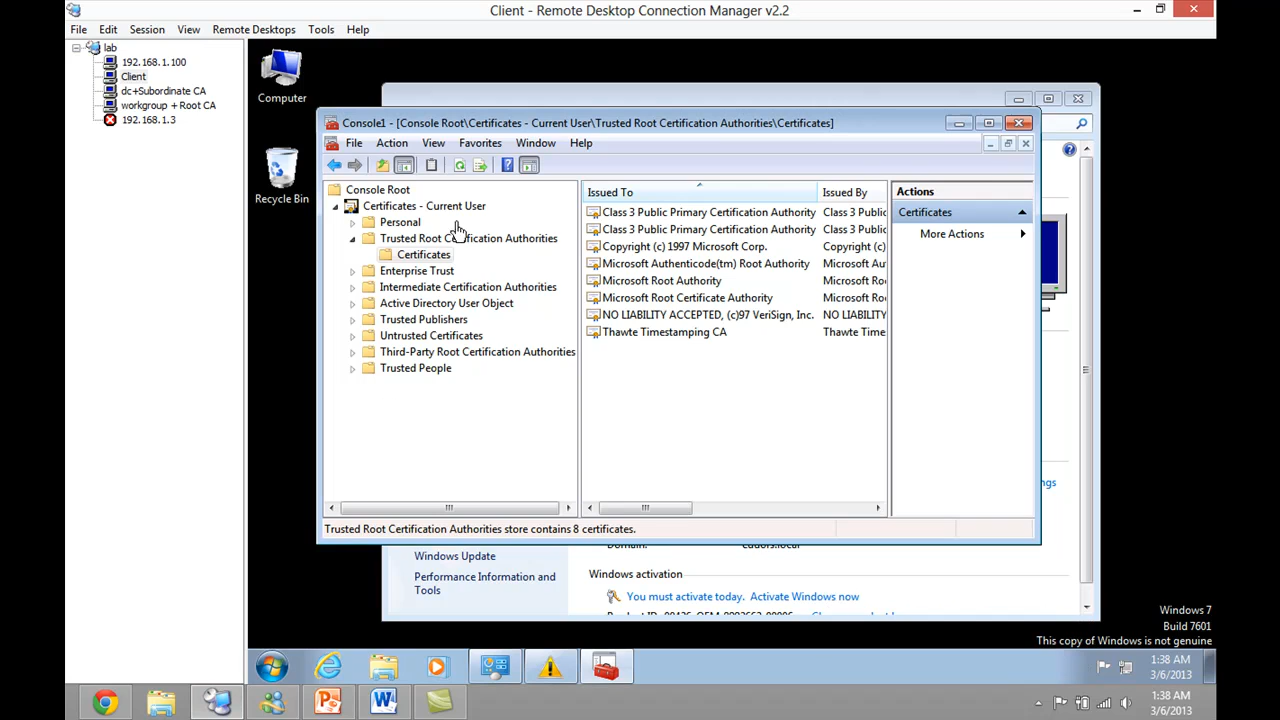 Client - Remote Desktop Connection Manager v2.2
File Edit Session View Remote Desktops Tools Help
lab
192.168.1.100
Client
dc+Subordinate CA
workgroup + Root CA
192.168.1.3
Computer
Recycle Bin
Console1 - [Console Root\Certificates - Current User\Trusted Root Certification Authorities\Certificates]
File Action View Favorites Window Help
Console Root
Certificates - Current User
Personal
Trusted Root Certification Authorities
Certificates
Enterprise Trust
Intermediate Certification Authorities
Active Directory User Object
Trusted Publishers
Untrusted Certificates
Third-Party Root Certification Authorities
Trusted People
Issued To Issued By
Class 3 Public Primary Certification Authority Class 3 Public
Class 3 Public Primary Certification Authority Class 3 Public
Copyright (c) 1997 Microsoft Corp. Copyright (c)
Microsoft Authenticode(tm) Root Authority Microsoft Au
Microsoft Root Authority Microsoft Ro
Microsoft Root Certificate Authority Microsoft Ro
NO LIABILITY ACCEPTED, (c)97 VeriSign, Inc. NO LIABILITY
Thawte Timestamping CA Thawte Time
Actions
Certificates
More Actions
Trusted Root Certification Authorities store contains 8 certificates.
ngs
Windows Update
Performance Information and
Tools
Windows activation
You must activate today. Activate Windows now
Windows 7
Build 7601
This copy of Windows is not genuine
1:38 AM
3/6/2013
1:38 AM
3/6/2013